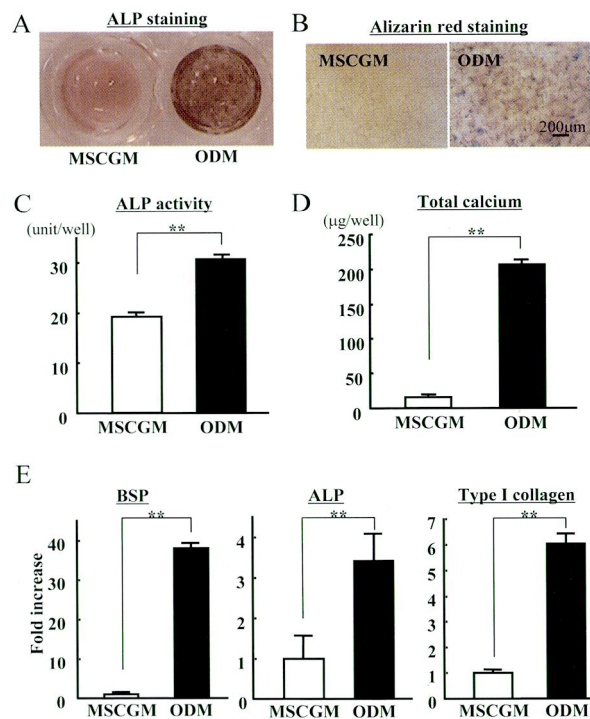 A ALP staining
MSCGM ODM
B Alizarin red staining
MSCGM ODM
200μm
C ALP activity
(unit/well)
**
30
20
10
0
MSCGM ODM
D Total calcium
(μg/well)
**
250
200
150
100
50
0
MSCGM ODM
E
BSP
**
Fold increase
40
30
20
10
0
MSCGM ODM
ALP
**
4
3
2
1
0
MSCGM ODM
Type I collagen
**
7
6
5
4
3
2
1
0
MSCGM ODM